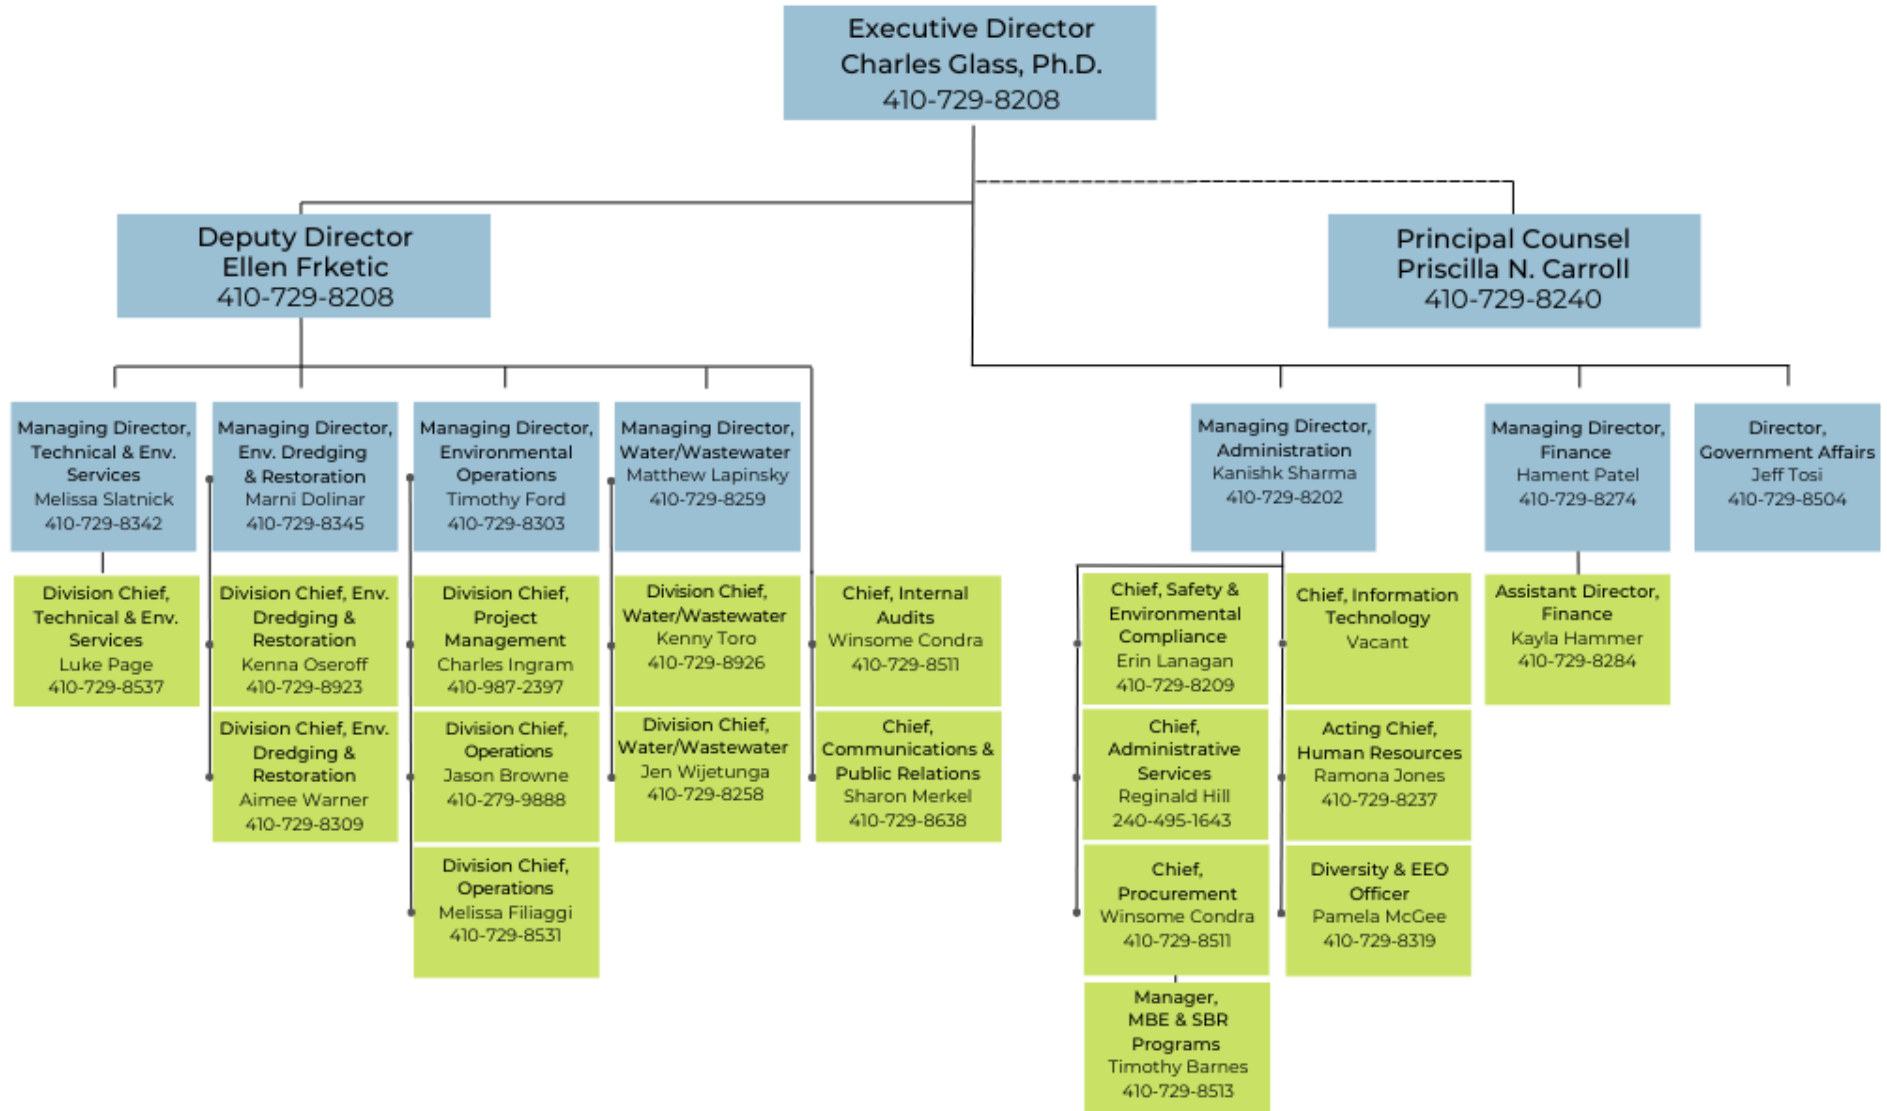 Executive Director
Charles Glass, Ph.D.
410-729-8208
Deputy Director
Ellen Frketic
410-729-8208
Principal Counsel
Priscilla N. Carroll
410-729-8240
Managing Director,
Technical & Env.
Services
Melissa Slatnick
410-729-8342
Managing Director,
Env. Dredging
& Restoration
Marni Dolinar
410-729-8345
Managing Director,
Environmental
Operations
Timothy Ford
410-729-8303
Managing Director,
Water/Wastewater
Matthew Lapinsky
410-729-8259
Managing Director,
Administration
Kanishk Sharma
410-729-8202
Managing Director,
Finance
Hament Patel
410-729-8274
Director,
Government Affairs
Jeff Tosi
410-729-8504
Division Chief,
Technical & Env.
Services
Luke Page
410-729-8537
Division Chief, Env.
Dredging &
Restoration
Kenna Oseroff
410-729-8923
Division Chief,
Project
Management
Charles Ingram
410-987-2397
Division Chief,
Water/Wastewater
Kenny Toro
410-729-8926
Chief, Internal
Audits
Winsome Condra
410-729-8511
Chief, Safety &
Environmental
Compliance
Erin Lanagan
410-729-8209
Chief, Information
Technology
Vacant
Assistant Director,
Finance
Kayla Hammer
410-729-8284
Division Chief, Env.
Dredging &
Restoration
Aimee Warner
410-729-8309
Division Chief,
Operations
Jason Browne
410-279-9888
Division Chief,
Water/Wastewater
Jen Wijetunga
410-729-8258
Chief,
Communications &
Public Relations
Sharon Merkel
410-729-8638
Chief,
Administrative
Services
Reginald Hill
240-495-1643
Acting Chief,
Human Resources
Ramona Jones
410-729-8237
Division Chief,
Operations
Melissa Filiaggi
410-729-8531
Chief,
Procurement
Winsome Condra
410-729-8511
Diversity & EEO
Officer
Pamela McGee
410-729-8319
Manager,
MBE & SBR
Programs
Timothy Barnes
410-729-8513